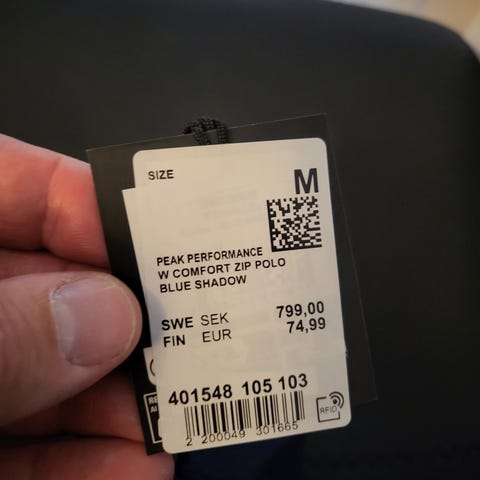 SIZE
M
PEAK PERFORMANCE
W COMFORT ZIP POLO
BLUE SHADOW
SWE SEK 799,00
FIN EUR 74,99
401548 105 103
2 200049 301665
RFID